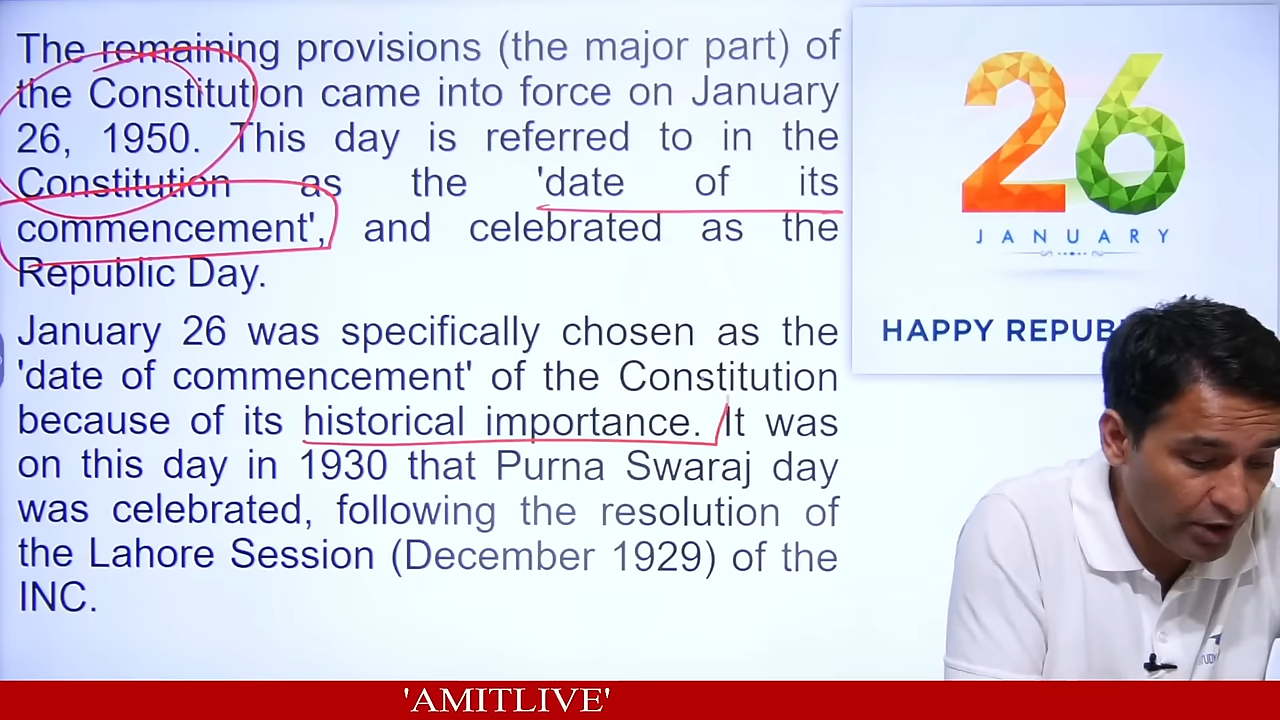 The remaining provisions (the major part) of
the Constitution came into force on January
26, 1950. This day is referred to in the
Constitution as the 'date of its
commencement', and celebrated as the
Republic Day.
January 26 was specifically chosen as the
'date of commencement' of the Constitution
because of its historical importance. It was
on this day in 1930 that Purna Swaraj day
was celebrated, following the resolution of
the Lahore Session (December 1929) of the
INC.
26
JANUARY
HAPPY REPUB
'AMITLIVE'